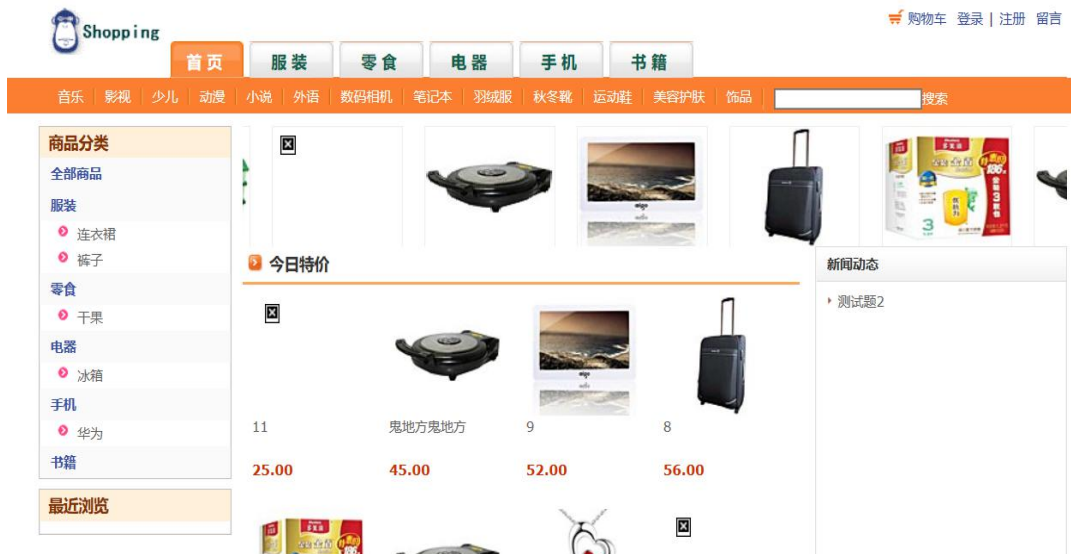 Shopping
购物车 登录 | 注册 留言
首页 服装 零食 电器 手机 书籍
音乐 影视 少儿 动漫 小说 外语 数码相机 笔记本 羽绒服 秋冬靴 运动鞋 美容护肤 饰品 搜索
商品分类
全部商品
服装
连衣裙
裤子
零食
干果
电器
冰箱
手机
华为
书籍
最近浏览
今日特价
11 鬼地方鬼地方 9 8
25.00 45.00 52.00 56.00
新闻动态
测试题2